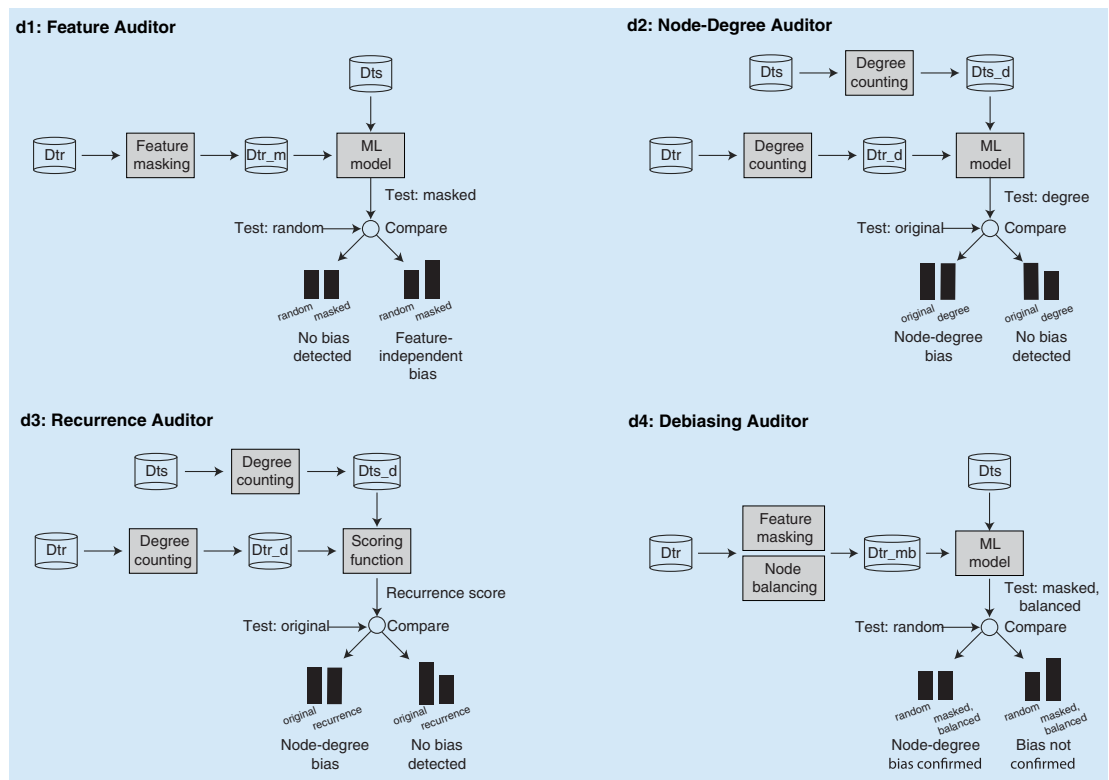 d1: Feature Auditor
Dts
Dtr
Feature
masking
Dtr_m
ML
model
Test: masked
Test: random
Compare
random
masked
random
masked
No bias
detected
Feature-
independent
bias
d2: Node-Degree Auditor
Dts
Degree
counting
Dts_d
Dtr
Degree
counting
Dtr_d
ML
model
Test: degree
Test: original
Compare
original
degree
original
degree
Node-degree
bias
No bias
detected
d3: Recurrence Auditor
Dts
Degree
counting
Dts_d
Dtr
Degree
counting
Dtr_d
Scoring
function
Recurrence score
Test: original
Compare
original
recurrence
original
recurrence
Node-degree
bias
No bias
detected
d4: Debiasing Auditor
Dts
Dtr
Feature
masking
Node
balancing
Dtr_mb
ML
model
Test: masked,
balanced
Test: random
Compare
random
masked,
balanced
random
masked,
balanced
Node-degree
bias confirmed
Bias not
confirmed